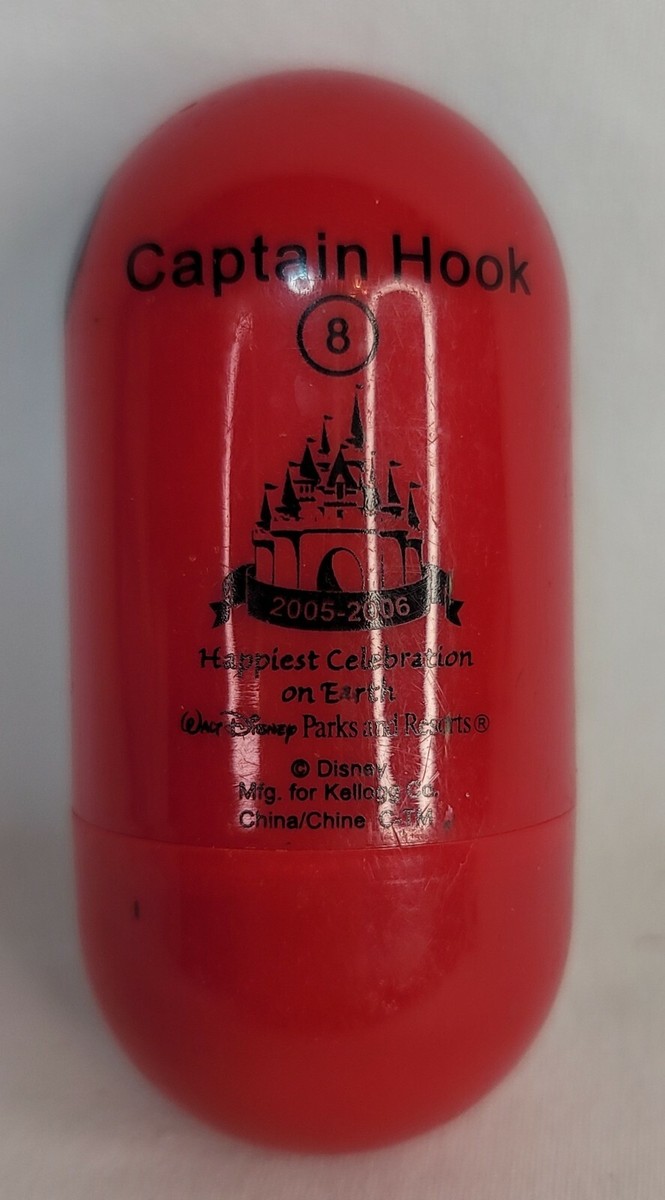 Captain Hook
8
2005-2006
Happiest Celebration
on Earth
Walt Disney Parks and Resorts®
© Disney
Mfg. for Kellogg Co.
China/Chine C-TM